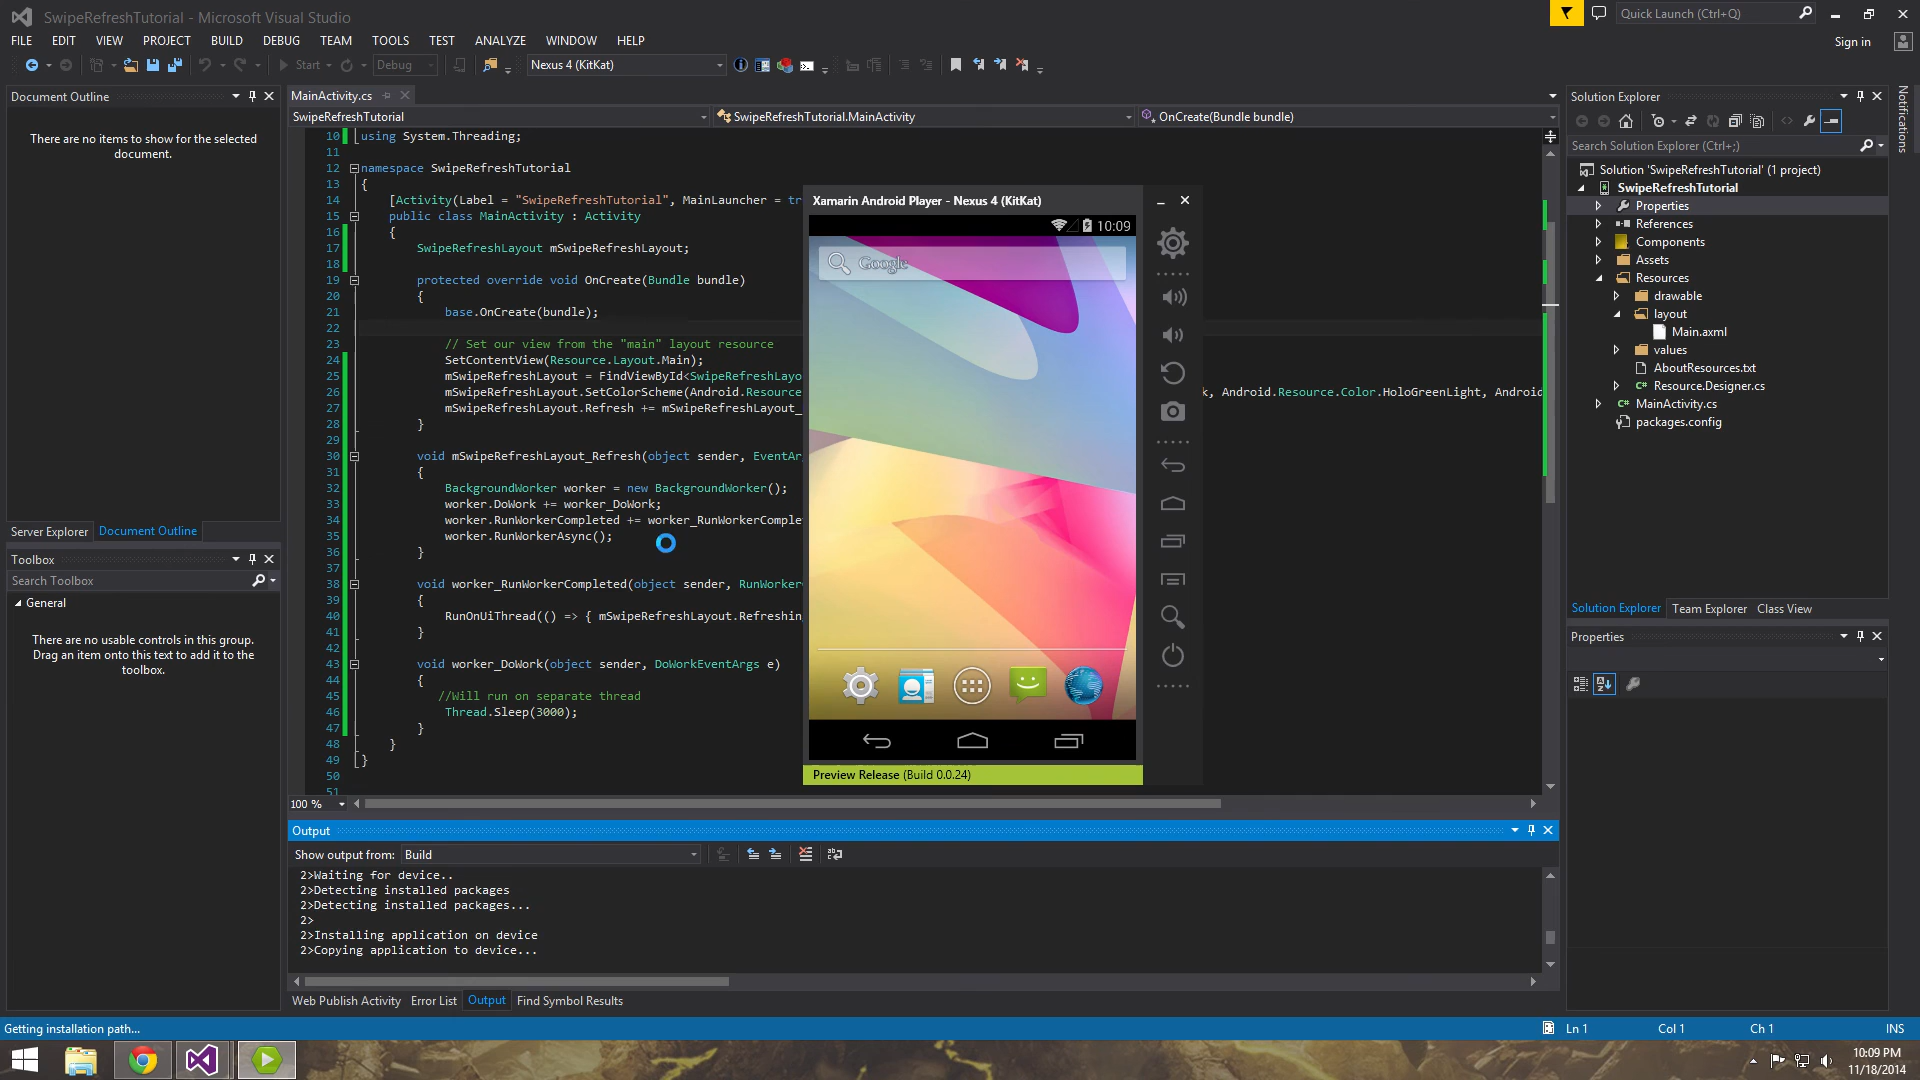 SwipeRefreshTutorial - Microsoft Visual Studio
Quick Launch (Ctrl+Q)
FILE EDIT VIEW PROJECT BUILD DEBUG TEAM TOOLS TEST ANALYZE WINDOW HELP
Sign in
Start Debug Nexus 4 (KitKat)
Document Outline
There are no items to show for the selected
document.
Server Explorer Document Outline
Toolbox
Search Toolbox
General
There are no usable controls in this group.
Drag an item onto this text to add it to the
toolbox.
MainActivity.cs
SwipeRefreshTutorial SwipeRefreshTutorial.MainActivity OnCreate(Bundle bundle)
10 using System.Threading;
11
12 namespace SwipeRefreshTutorial
13 {
14 [Activity(Label = "SwipeRefreshTutorial", MainLauncher = tr
15 public class MainActivity : Activity
16 {
17 SwipeRefreshLayout mSwipeRefreshLayout;
18
19 protected override void OnCreate(Bundle bundle)
20 {
21 base.OnCreate(bundle);
22
23 // Set our view from the "main" layout resource
24 SetContentView(Resource.Layout.Main);
25 mSwipeRefreshLayout = FindViewById<SwipeRefreshLayo
26 mSwipeRefreshLayout.SetColorScheme(Android.Resource k, Android.Resource.Color.HoloGreenLight, Android
27 mSwipeRefreshLayout.Refresh += mSwipeRefreshLayout_
28 }
29
30 void mSwipeRefreshLayout_Refresh(object sender, EventAr
31 {
32 BackgroundWorker worker = new BackgroundWorker();
33 worker.DoWork += worker_DoWork;
34 worker.RunWorkerCompleted += worker_RunWorkerComple
35 worker.RunWorkerAsync();
36 }
37
38 void worker_RunWorkerCompleted(object sender, RunWorker
39 {
40 RunOnUiThread(() => { mSwipeRefreshLayout.Refreshin
41 }
42
43 void worker_DoWork(object sender, DoWorkEventArgs e)
44 {
45 //Will run on separate thread
46 Thread.Sleep(3000);
47 }
48 }
49 }
50
51
100 %
Xamarin Android Player - Nexus 4 (KitKat)
10:09
Google
Preview Release (Build 0.0.24)
Output
Show output from: Build
2>Waiting for device..
2>Detecting installed packages
2>Detecting installed packages...
2>
2>Installing application on device
2>Copying application to device...
Web Publish Activity Error List Output Find Symbol Results
Solution Explorer
Search Solution Explorer (Ctrl+;)
Solution 'SwipeRefreshTutorial' (1 project)
SwipeRefreshTutorial
Properties
References
Components
Assets
Resources
drawable
layout
Main.axml
values
AboutResources.txt
C# Resource.Designer.cs
C# MainActivity.cs
packages.config
Solution Explorer Team Explorer Class View
Properties
Notifications
Getting installation path...
Ln 1 Col 1 Ch 1 INS
10:09 PM
11/18/2014